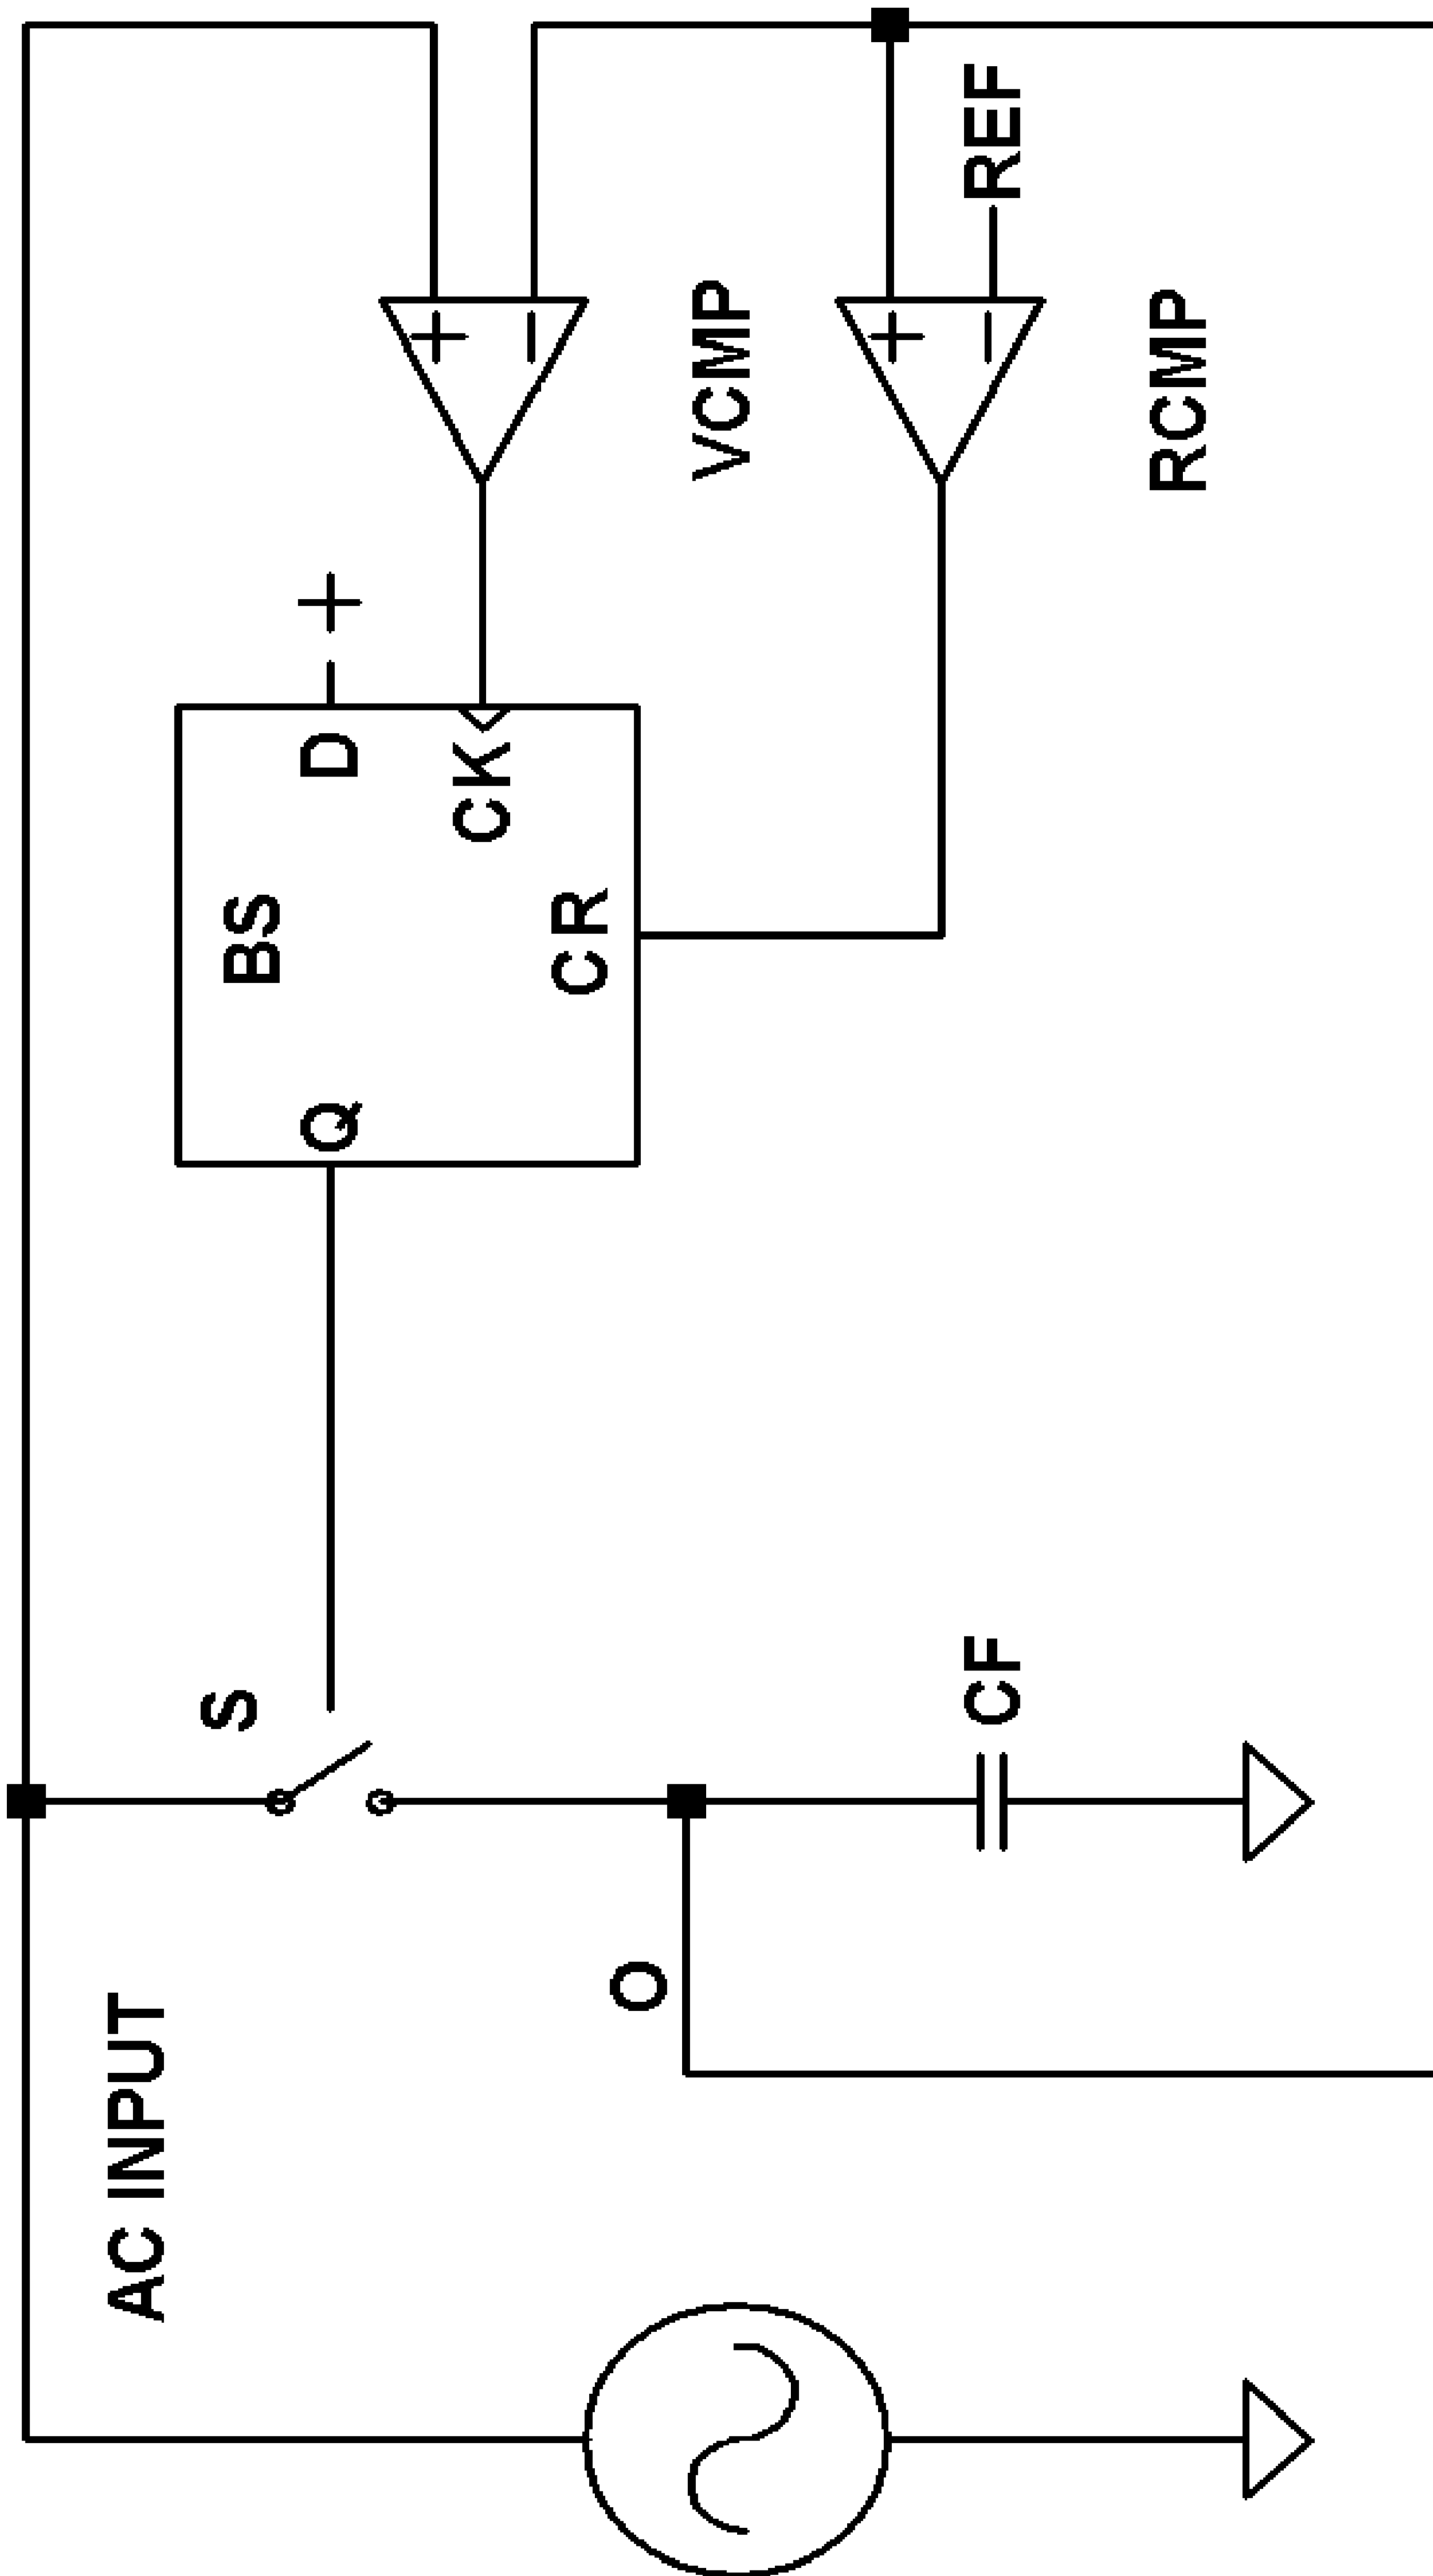 AC INPUT
S
O
CF
BS
Q
D
+
CK
CR
+
−
VCMP
+
−
REF
RCMP